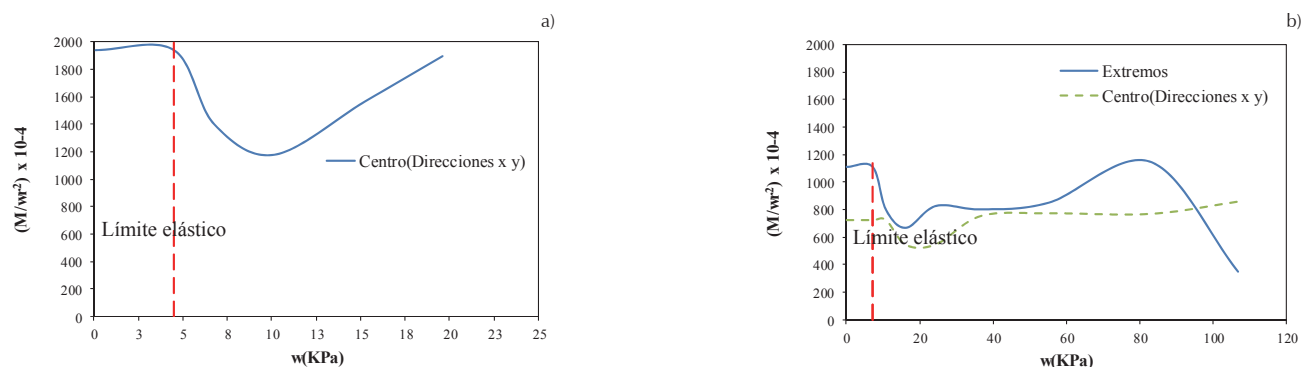 a)
2000
1800
1600
1400
1200
1000
800
600
400
200
0
(M/wr²) x 10-4
Centro(Direcciones x y)
Límite elástico
0 3 5 8 10 13 15 18 20 23 25
w(KPa)
b)
2000
1800
1600
1400
1200
1000
800
600
400
200
0
(M/wr²) x 10-4
Extremos
Centro(Direcciones x y)
Límite elástico
0 20 40 60 80 100 120
w(KPa)